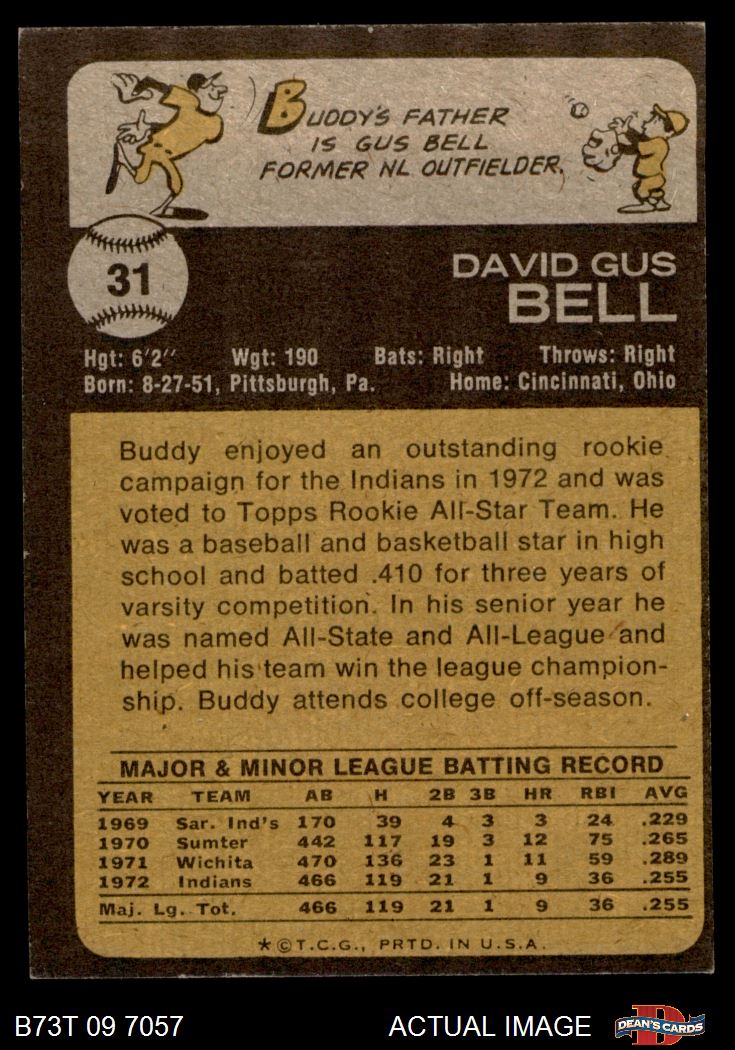 BUDDY'S FATHER
IS GUS BELL
FORMER NL OUTFIELDER.
31
DAVID GUS
BELL
Hgt: 6'2" Wgt: 190 Bats: Right Throws: Right
Born: 8-27-51, Pittsburgh, Pa. Home: Cincinnati, Ohio
Buddy enjoyed an outstanding rookie
campaign for the Indians in 1972 and was
voted to Topps Rookie All-Star Team. He
was a baseball and basketball star in high
school and batted .410 for three years of
varsity competition. In his senior year he
was named All-State and All-League and
helped his team win the league champion-
ship. Buddy attends college off-season.
MAJOR & MINOR LEAGUE BATTING RECORD
YEAR TEAM AB H 2B 3B HR RBI AVG
1969 Sar. Ind's 170 39 4 3 3 24 .229
1970 Sumter 442 117 19 3 12 75 .265
1971 Wichita 470 136 23 1 11 59 .289
1972 Indians 466 119 21 1 9 36 .255
Maj. Lg. Tot. 466 119 21 1 9 36 .255
*©T.C.G., PRTD. IN U.S.A.
B73T 09 7057 ACTUAL IMAGE DEAN'S CARDS